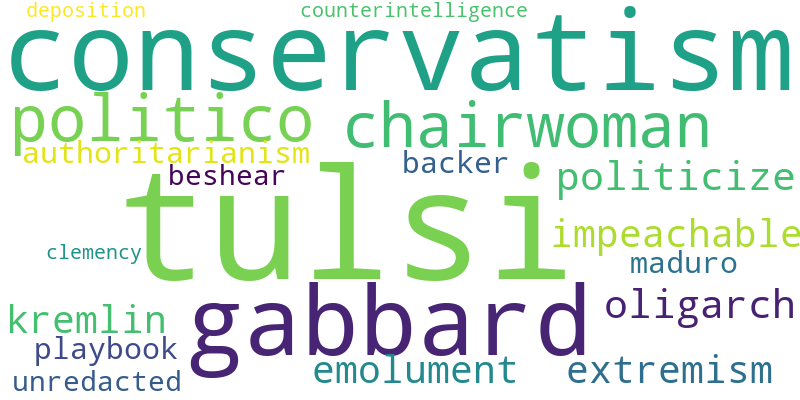 deposition counterintelligence
conservatism
politico chairwoman
authoritarianism backer
beshear politicize
tulsi
impeachable
clemency maduro
gabbard oligarch
kremlin
playbook
emolument extremism
unredacted